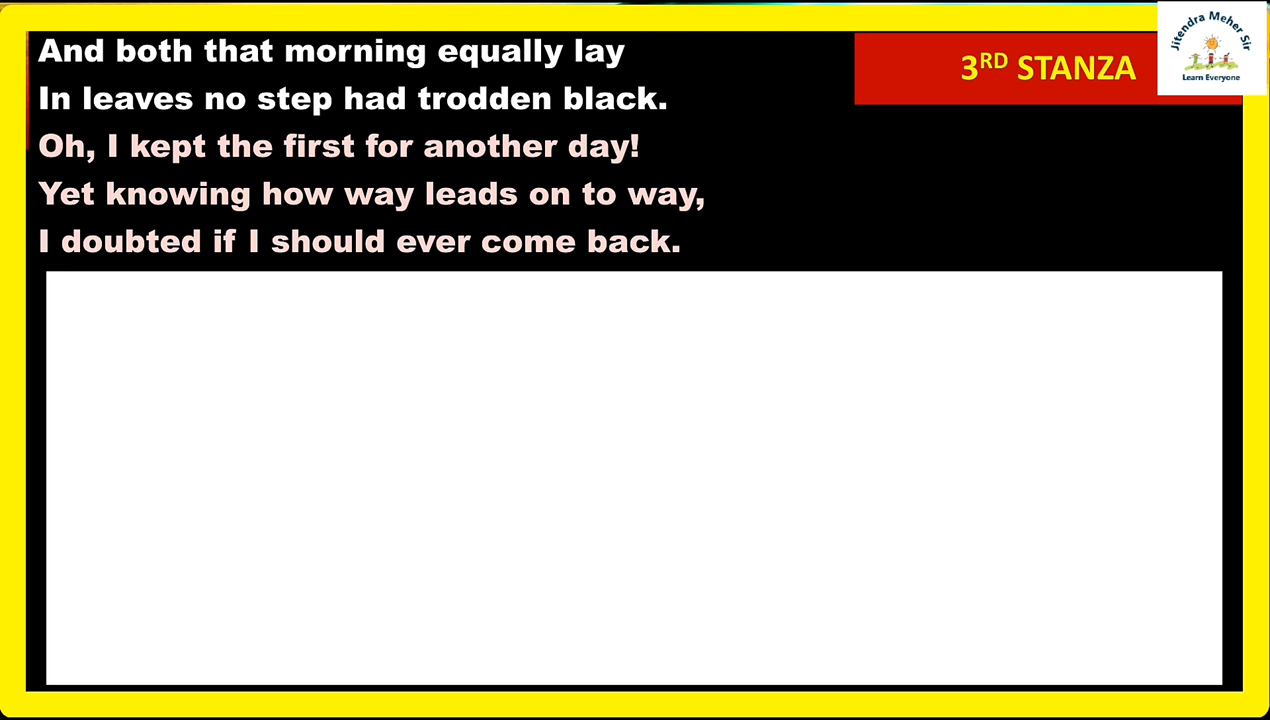 And both that morning equally lay
In leaves no step had trodden black.
Oh, I kept the first for another day!
Yet knowing how way leads on to way,
I doubted if I should ever come back.
3RD STANZA
Jitendra Meher Sir
Learn Everyone